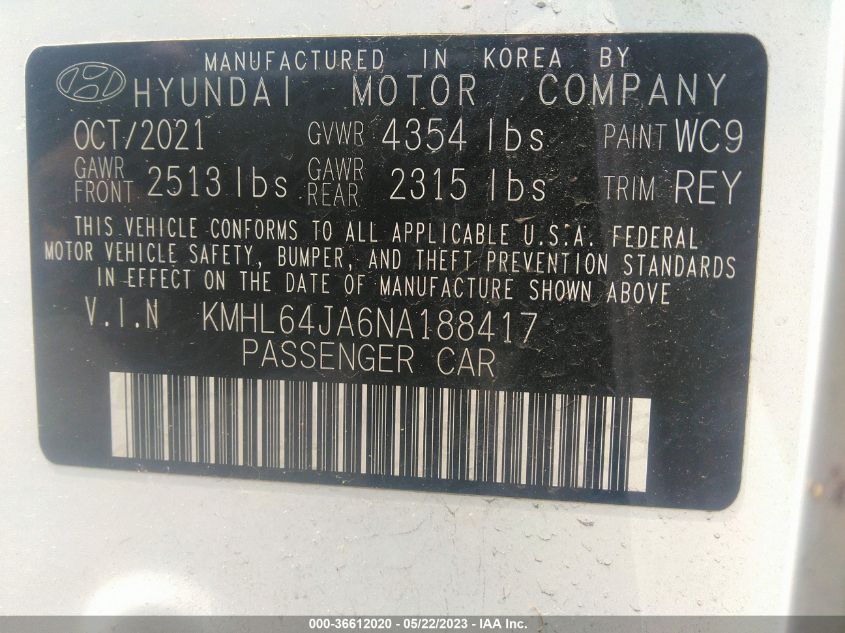 MANUFACTURED IN KOREA BY
HYUNDAI MOTOR COMPANY
OCT/2021 GVWR 4354 lbs PAINT WC9
GAWR FRONT 2513 lbs GAWR REAR 2315 lbs TRIM REY
THIS VEHICLE CONFORMS TO ALL APPLICABLE U.S.A. FEDERAL
MOTOR VEHICLE SAFETY, BUMPER, AND THEFT PREVENTION STANDARDS
IN EFFECT ON THE DATE OF MANUFACTURE SHOWN ABOVE
V.I.N KMHL64JA6NA188417
PASSENGER CAR
000-36612020 - 05/22/2023 - IAA Inc.